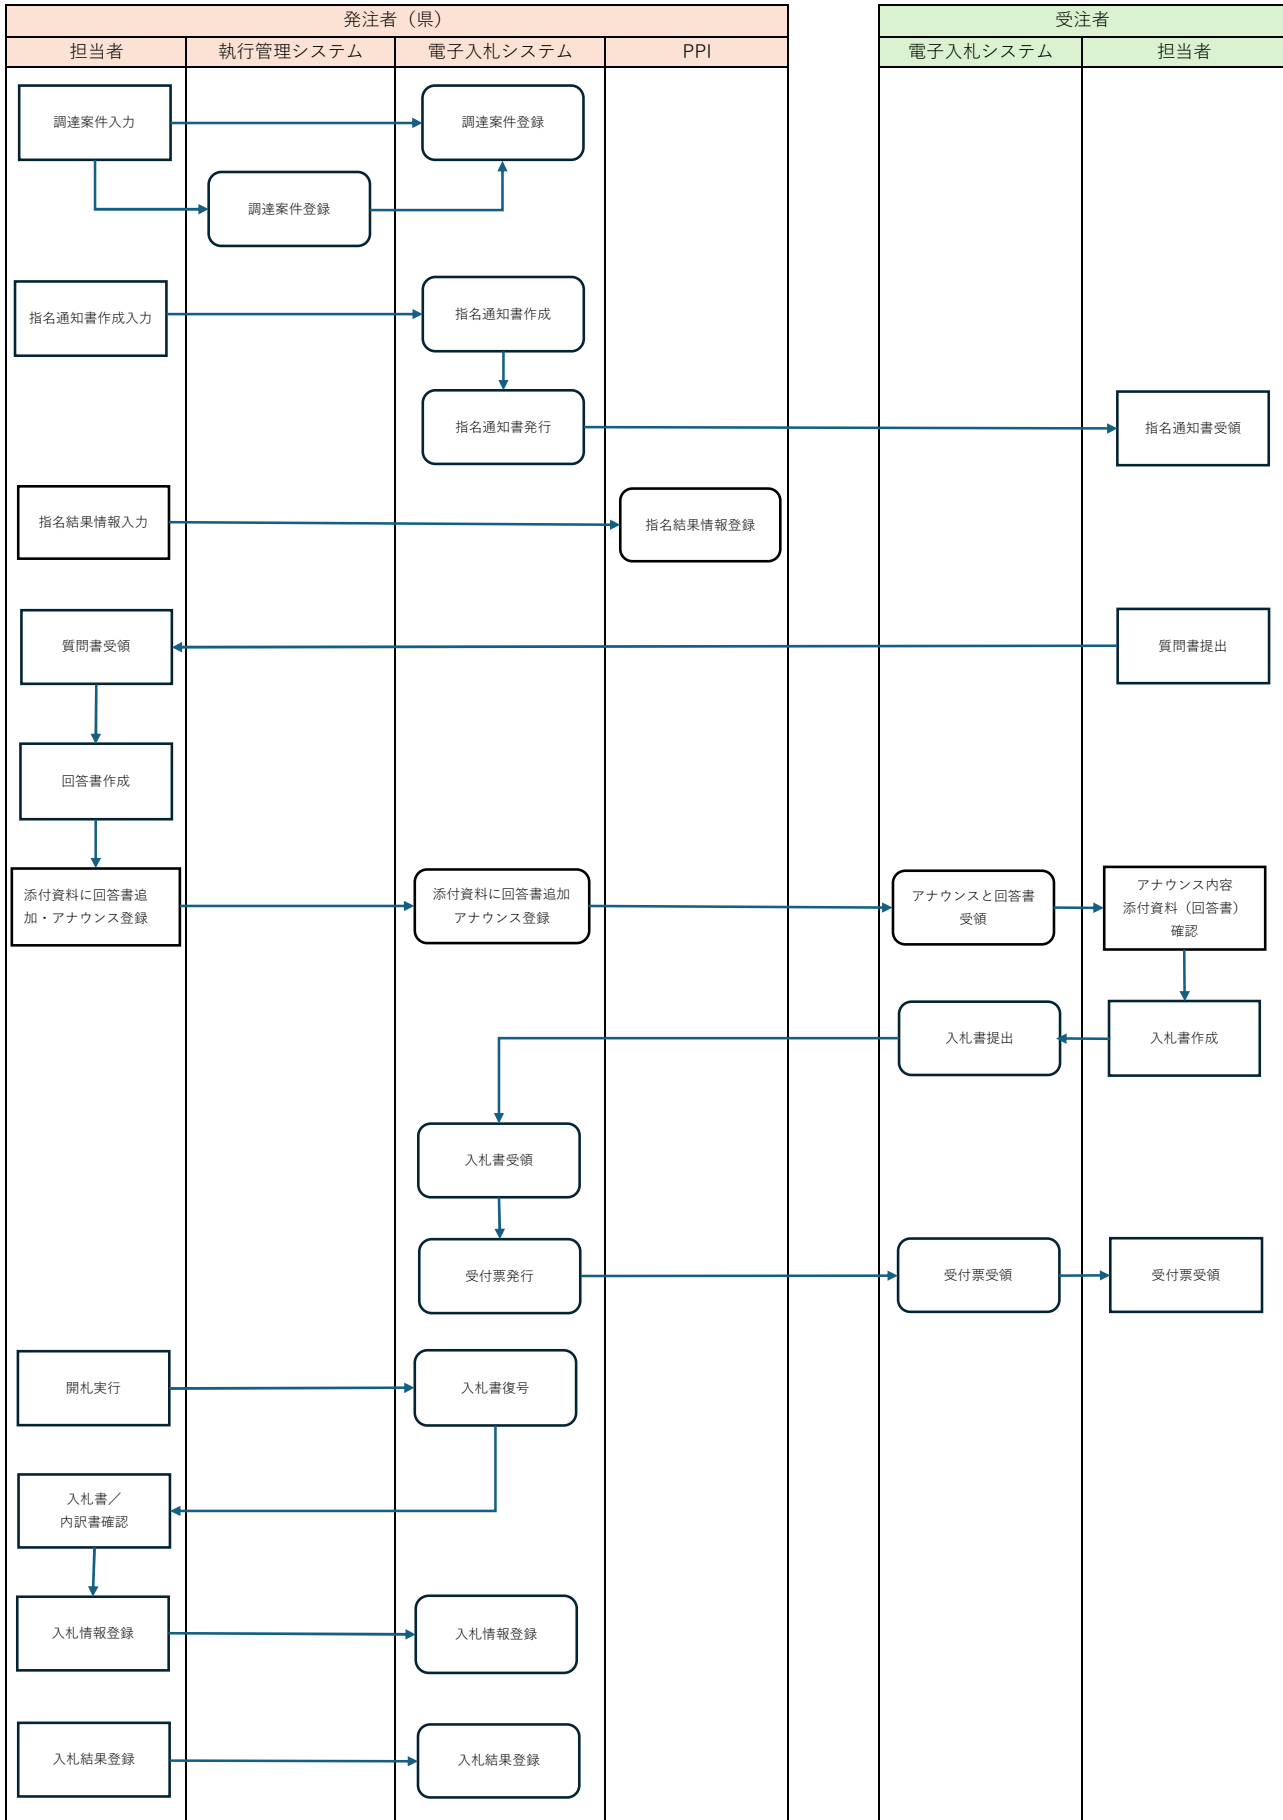 発注者（県）
受注者
担当者
執行管理システム
電子入札システム
PPI
電子入札システム
担当者
調達案件入力
調達案件登録
調達案件登録
指名通知書作成入力
指名通知書作成
指名通知書発行
指名通知書受領
指名結果情報入力
指名結果情報登録
質問書受領
質問書提出
回答書作成
添付資料に回答書追
加・アナウンス登録
添付資料に回答書追加
アナウンス登録
アナウンスと回答書
受領
アナウンス内容
添付資料（回答書）
確認
入札書提出
入札書作成
入札書受領
受付票発行
受付票受領
受付票受領
開札実行
入札書復号
入札書／
内訳書確認
入札情報登録
入札情報登録
入札結果登録
入札結果登録